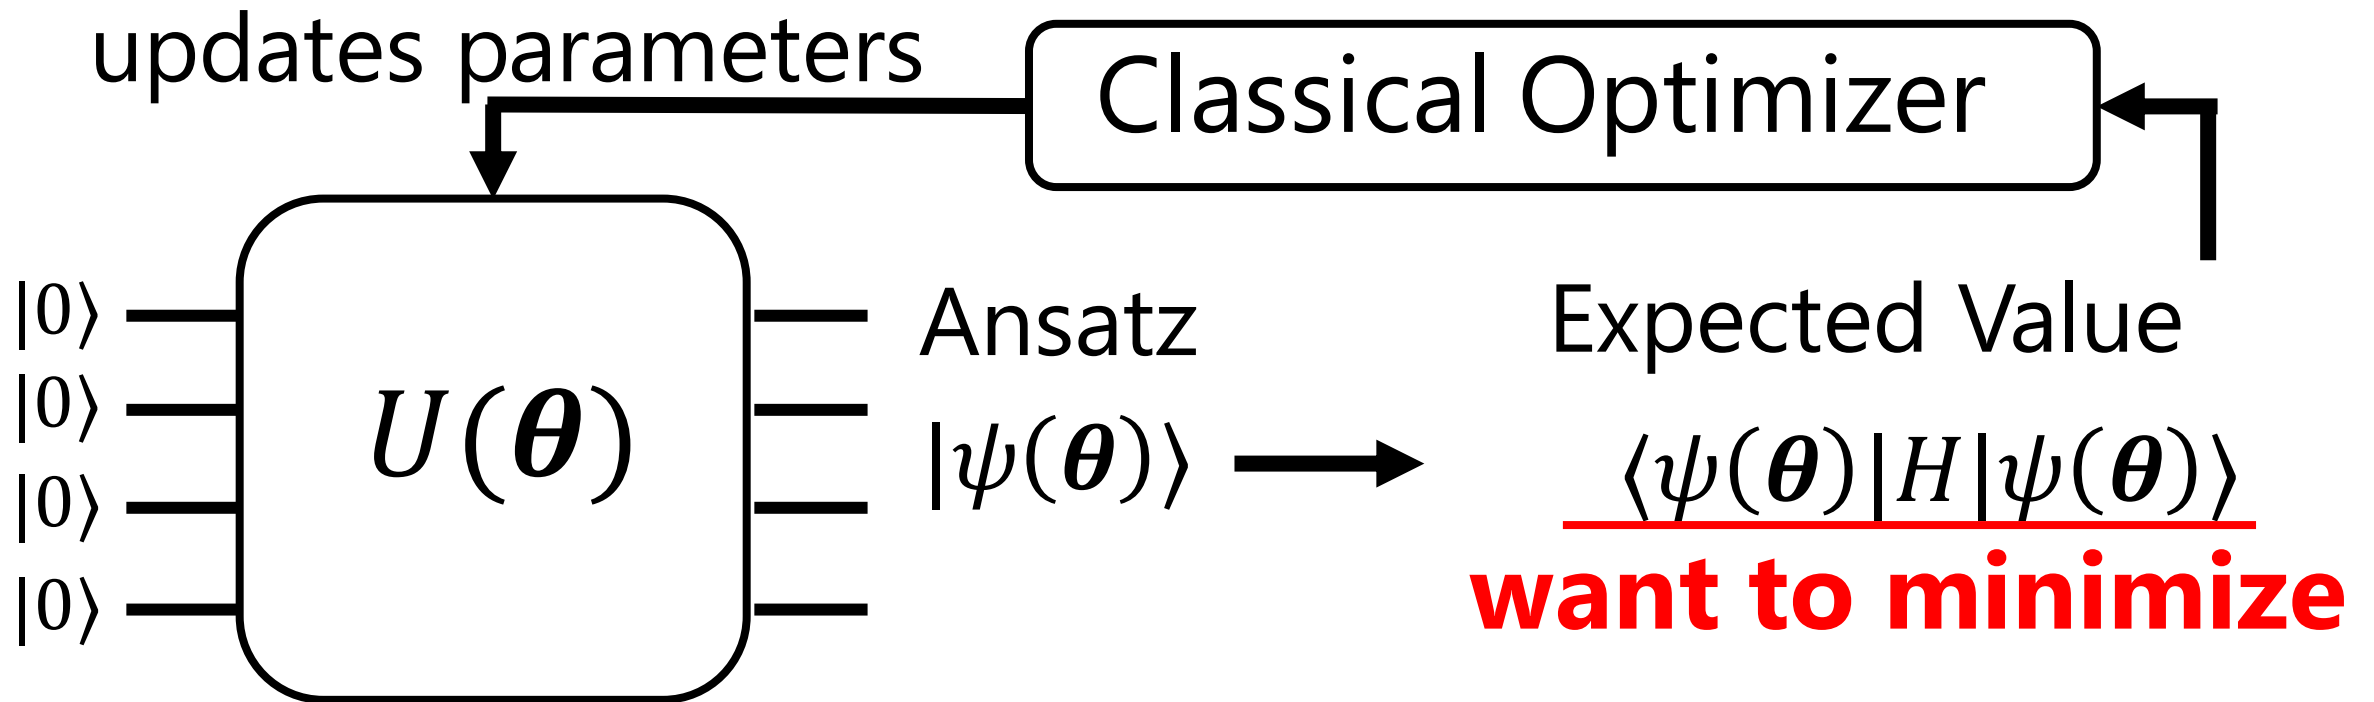 updates parameters
Classical Optimizer
|0⟩
|0⟩
|0⟩
|0⟩
U(θ)
Ansatz
|ψ(θ)⟩
Expected Value
⟨ψ(θ)|H|ψ(θ)⟩
want to minimize